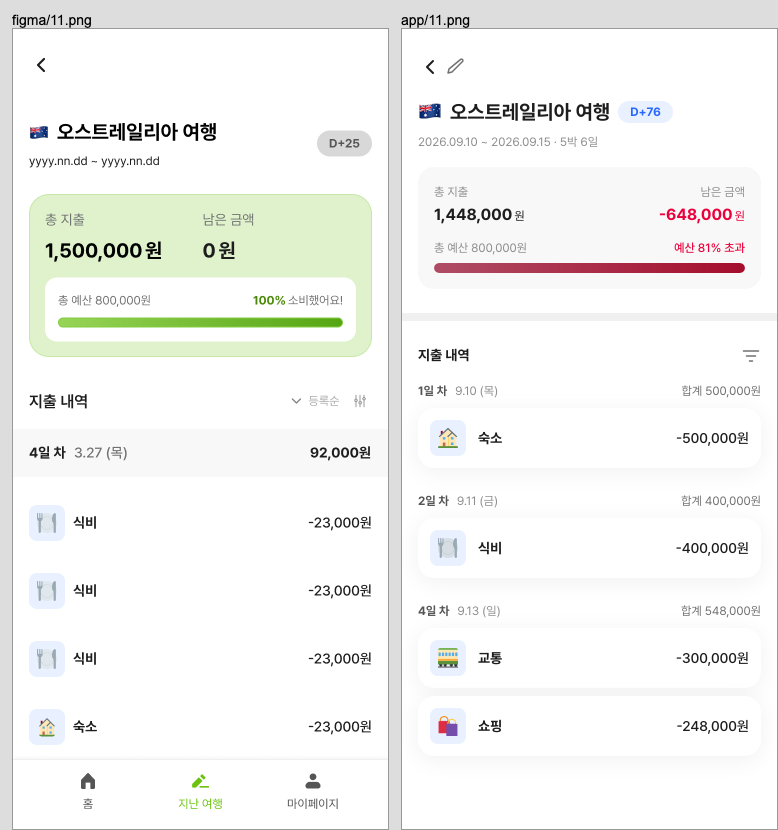 figma/11.png
오스트레일리아 여행
D+25
yyyy.nn.dd ~ yyyy.nn.dd
총 지출
남은 금액
1,500,000 원
0 원
총 예산 800,000원
100% 소비했어요!
지출 내역
등록순
4일 차 3.27 (목)
92,000원
식비
-23,000원
식비
-23,000원
식비
-23,000원
숙소
-23,000원
홈
지난 여행
마이페이지
app/11.png
오스트레일리아 여행
D+76
2026.09.10 ~ 2026.09.15 · 5박 6일
총 지출
남은 금액
1,448,000 원
-648,000 원
총 예산 800,000원
예산 81% 초과
지출 내역
1일 차 9.10 (목)
합계 500,000원
숙소
-500,000원
2일 차 9.11 (금)
합계 400,000원
식비
-400,000원
4일 차 9.13 (일)
합계 548,000원
교통
-300,000원
쇼핑
-248,000원